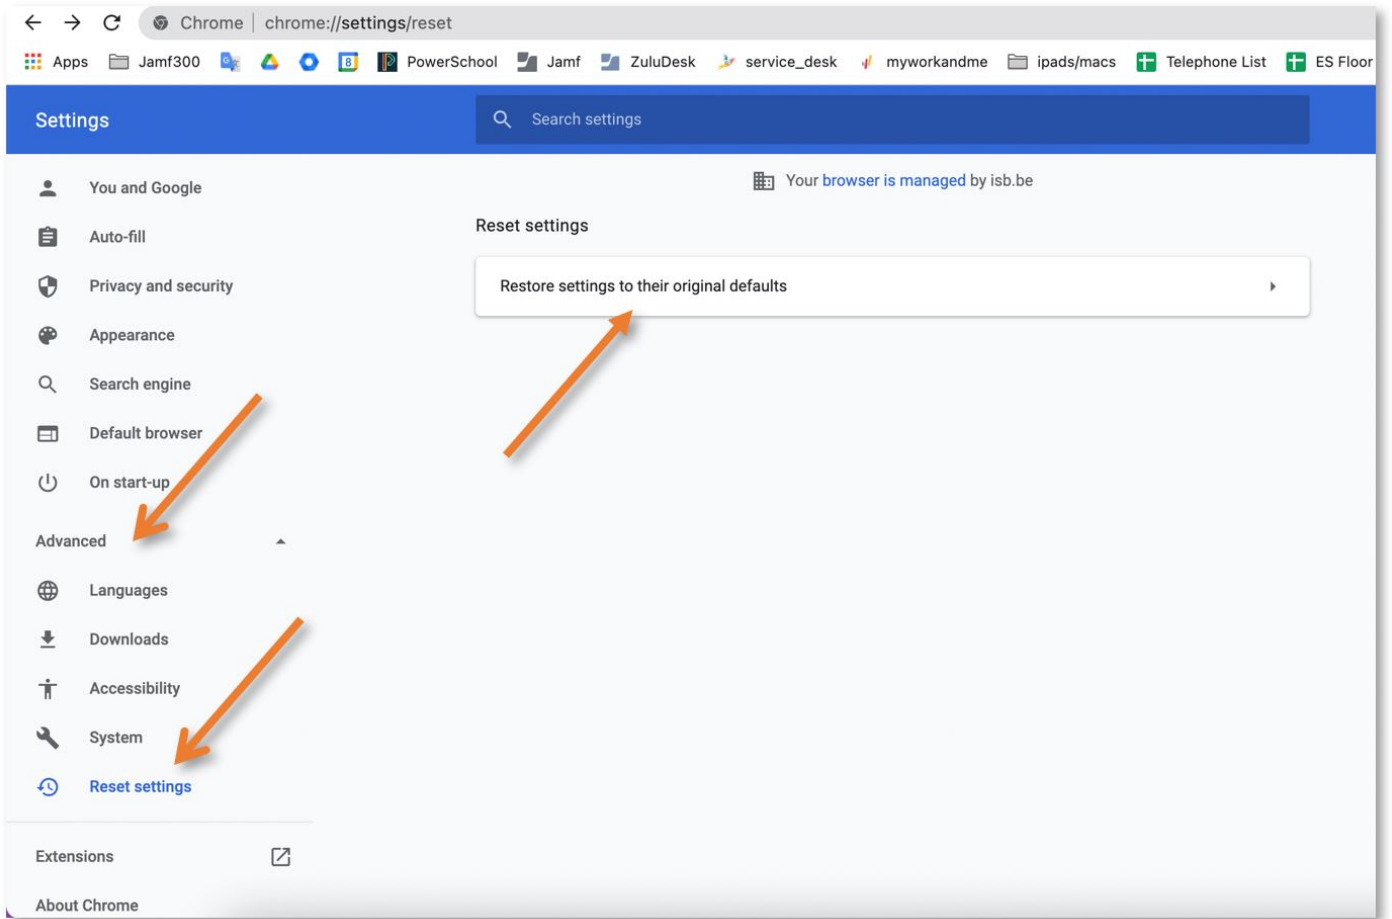 Chrome | chrome://settings/reset
Apps Jamf300 8 PowerSchool Jamf ZuluDesk service_desk myworkandme ipads/macs Telephone List ES Floor
Settings
Search settings
Your browser is managed by isb.be
You and Google
Reset settings
Auto-fill
Restore settings to their original defaults
Privacy and security
Appearance
Search engine
Default browser
On start-up
Advanced
Languages
Downloads
Accessibility
System
Reset settings
Extensions
About Chrome